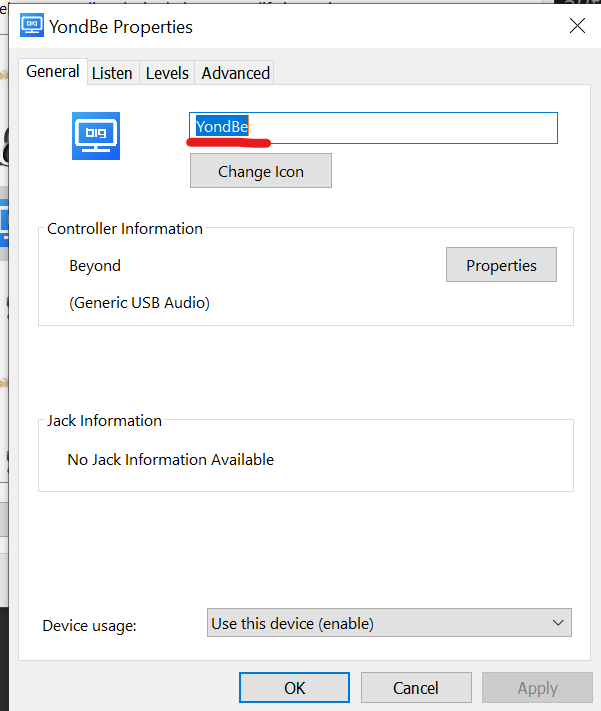 YondBe Properties
General
Listen
Levels
Advanced
big
YondBe
Change Icon
Controller Information
Beyond
Properties
(Generic USB Audio)
Jack Information
No Jack Information Available
Device usage:
Use this device (enable)
OK
Cancel
Apply